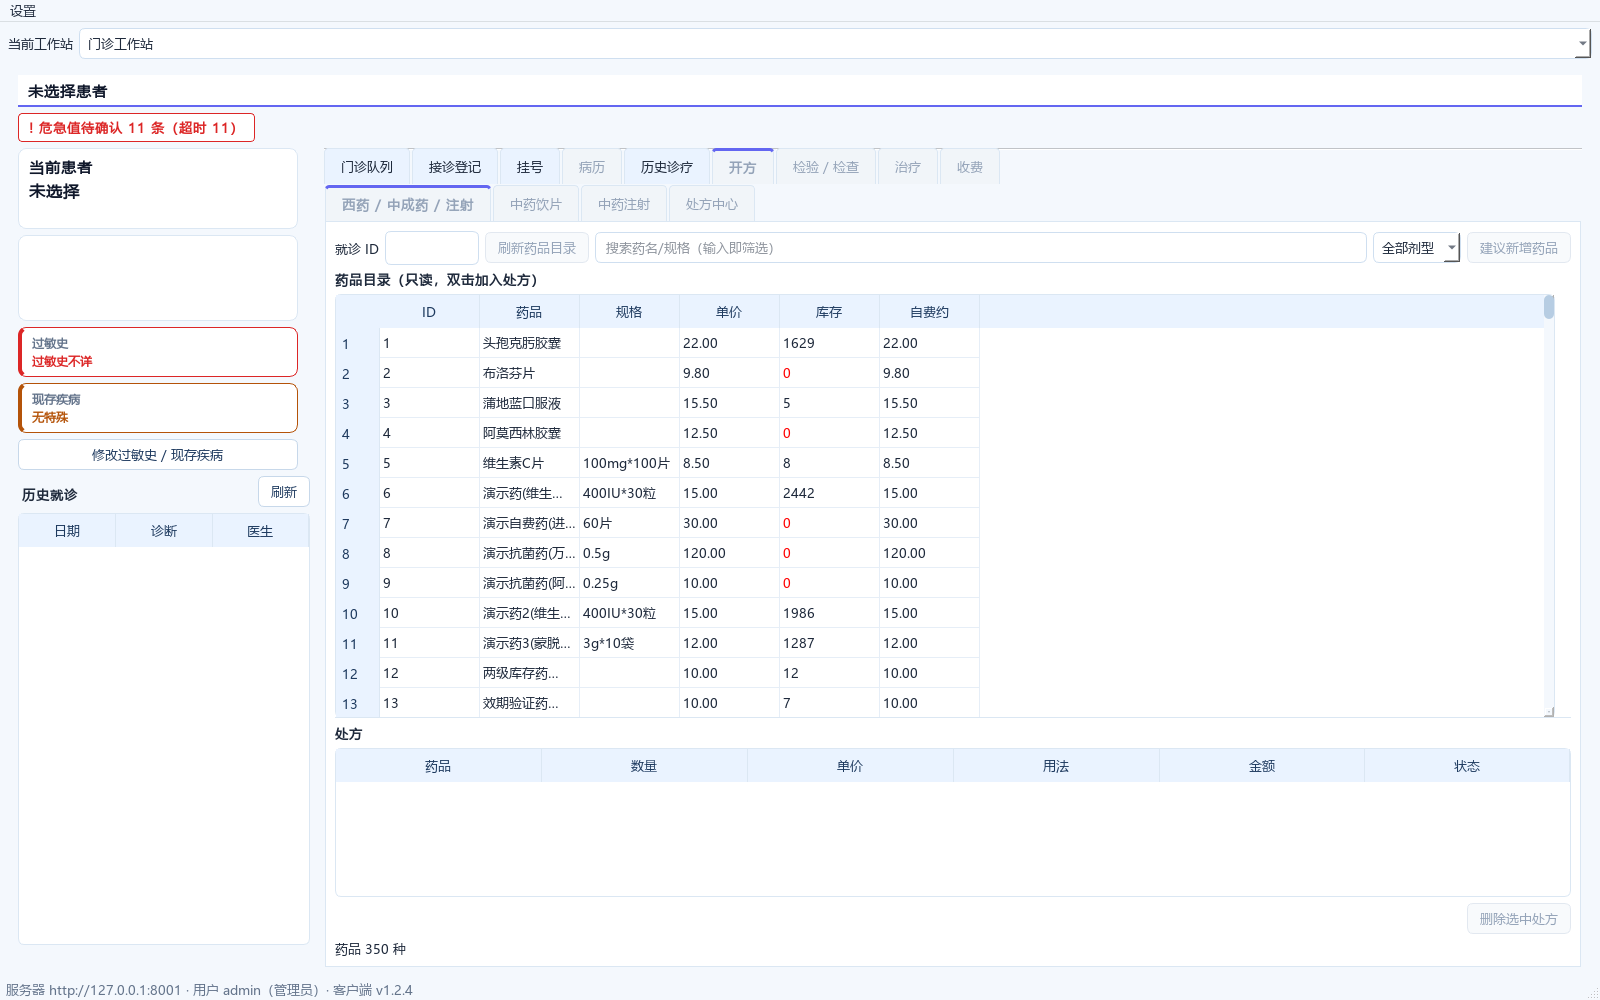 设置
当前工作站 门诊工作站
未选择患者
! 危急值待确认 11 条（超时 11）
当前患者
未选择
过敏史
过敏史不详
现存疾病
无特殊
修改过敏史 / 现存疾病
历史就诊 刷新
日期 诊断 医生
门诊队列 接诊登记 挂号 病历 历史诊疗 开方 检验 / 检查 治疗 收费
西药 / 中成药 / 注射 中药饮片 中药注射 处方中心
就诊 ID 刷新药品目录 搜索药名/规格（输入即筛选） 全部剂型 建议新增药品
药品目录（只读，双击加入处方）
ID 药品 规格 单价 库存 自费约
1 1 头孢克肟胶囊 22.00 1629 22.00
2 2 布洛芬片 9.80 0 9.80
3 3 蒲地蓝口服液 15.50 5 15.50
4 4 阿莫西林胶囊 12.50 0 12.50
5 5 维生素C片 100mg*100片 8.50 8 8.50
6 6 演示药(维生... 400IU*30粒 15.00 2442 15.00
7 7 演示自费药(进... 60片 30.00 0 30.00
8 8 演示抗菌药(万... 0.5g 120.00 0 120.00
9 9 演示抗菌药(阿... 0.25g 10.00 0 10.00
10 10 演示药2(维生... 400IU*30粒 15.00 1986 15.00
11 11 演示药3(蒙脱... 3g*10袋 12.00 1287 12.00
12 12 两级库存药... 10.00 12 10.00
13 13 效期验证药... 10.00 7 10.00
处方
药品 数量 单价 用法 金额 状态
删除选中处方
药品 350 种
服务器 http://127.0.0.1:8001 · 用户 admin（管理员）· 客户端 v1.2.4